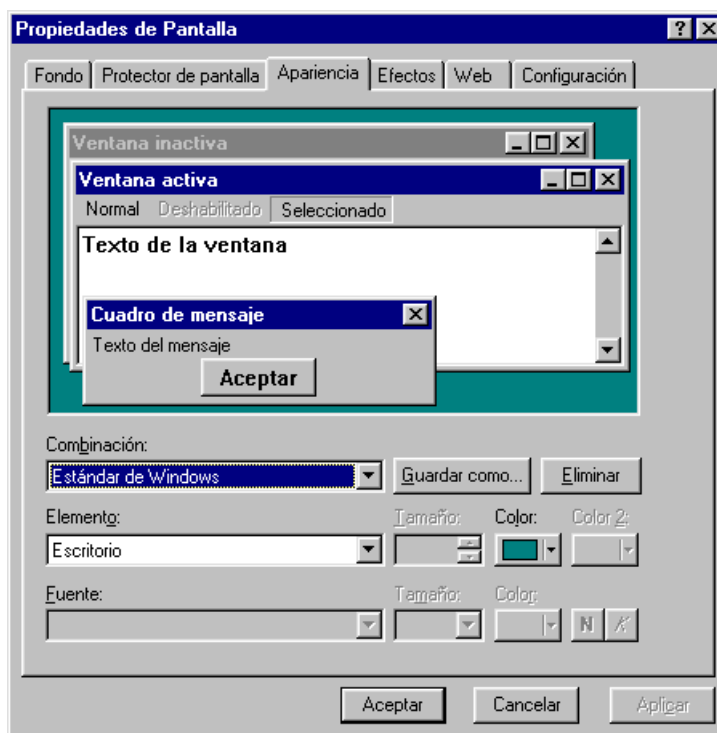 Propiedades de Pantalla
Fondo Protector de pantalla Apariencia Efectos Web Configuración
Ventana inactiva
Ventana activa
Normal Deshabilitado Seleccionado
Texto de la ventana
Cuadro de mensaje
Texto del mensaje
Aceptar
Combinación:
Estándar de Windows Guardar como... Eliminar
Elemento: Tamaño: Color: Color 2:
Escritorio
Fuente: Tamaño: Color:
N K
Aceptar Cancelar Aplicar